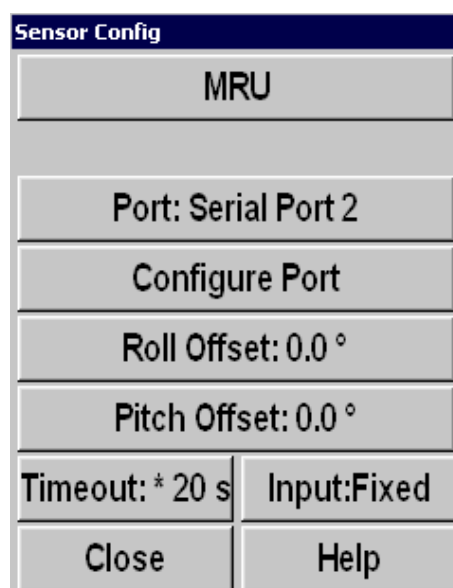 Sensor Config
MRU
Port: Serial Port 2
Configure Port
Roll Offset: 0.0 °
Pitch Offset: 0.0 °
Timeout: * 20 s Input:Fixed
Close Help